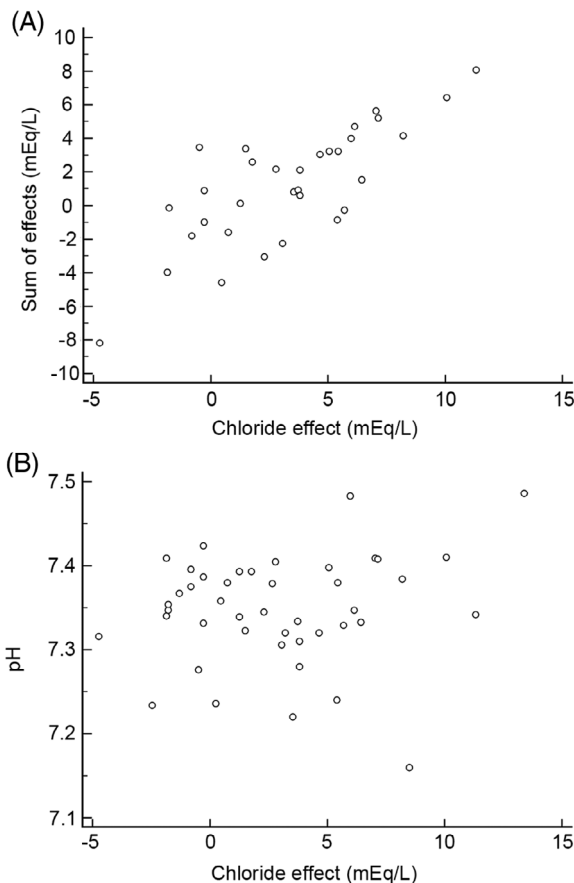 (A)
10
8
6
4
2
0
-2
-4
-6
-8
-10
Sum of effects (mEq/L)
-5 0 5 10 15
Chloride effect (mEq/L)
(B)
7.5
7.4
7.3
7.2
7.1
pH
-5 0 5 10 15
Chloride effect (mEq/L)